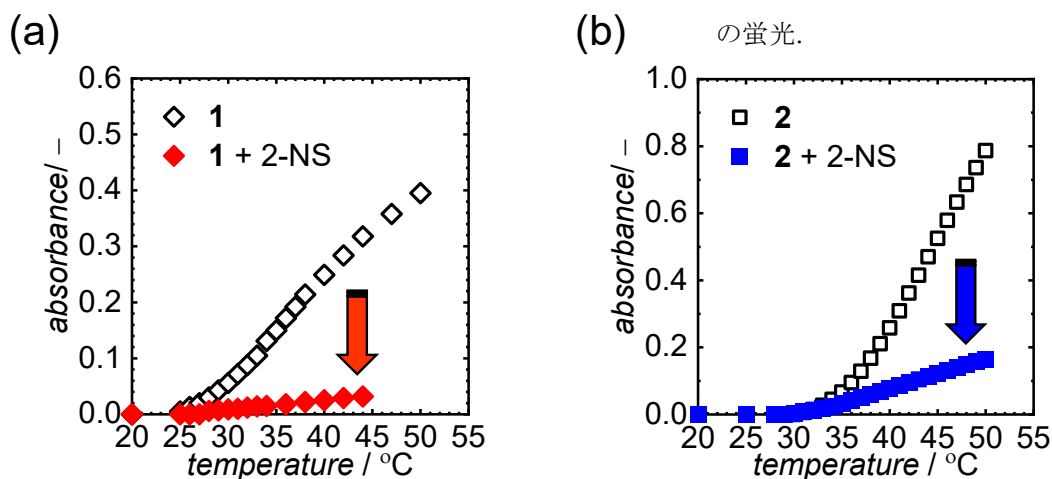 (a)
absorbance/ –
0.6
0.5
0.4
0.3
0.2
0.1
0.0
1
1 + 2-NS
20 25 30 35 40 45 50 55
temperature / °C
(b)
の蛍光.
absorbance/ –
1.0
0.8
0.6
0.4
0.2
0.0
2
2 + 2-NS
20 25 30 35 40 45 50 55
temperature / °C